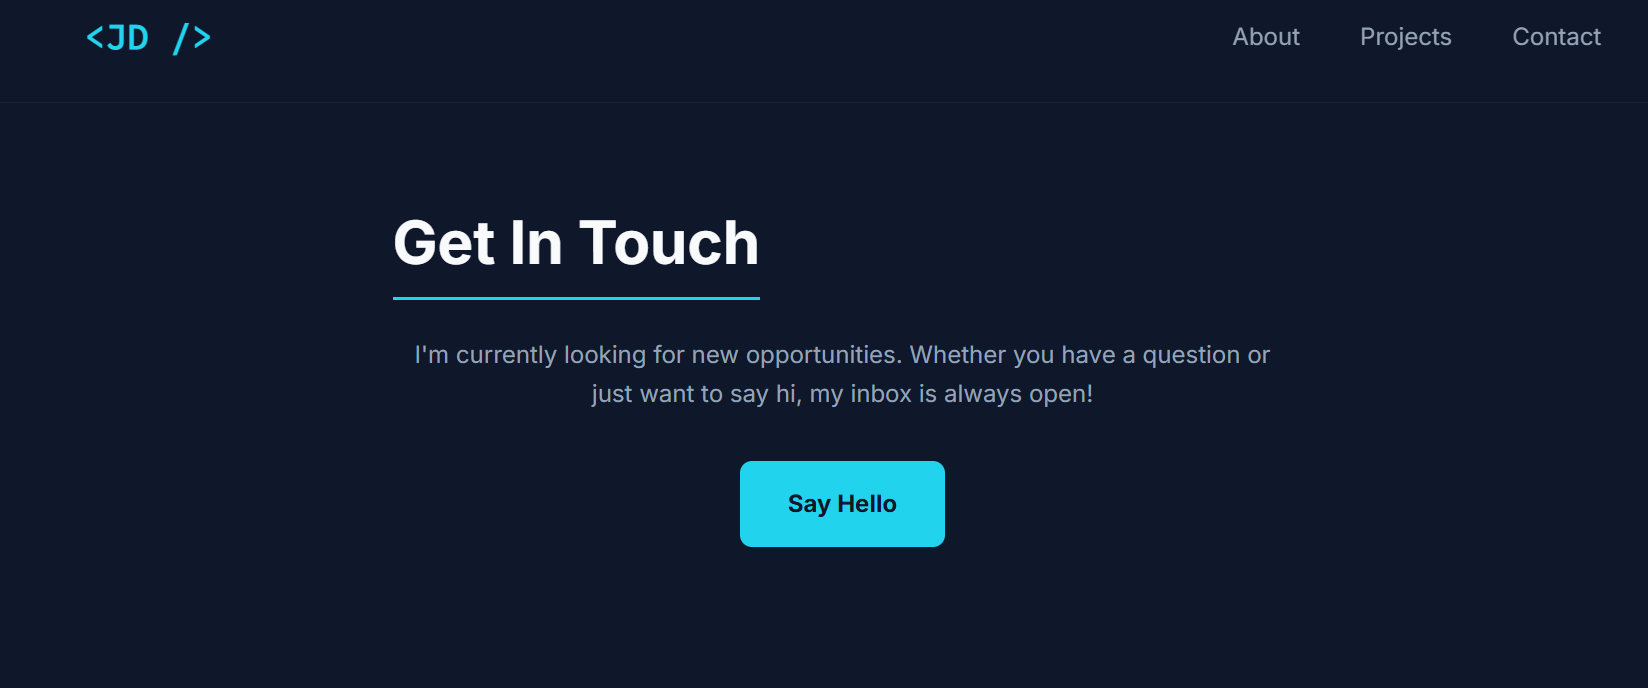 <JD />
About Projects Contact
Get In Touch
I'm currently looking for new opportunities. Whether you have a question or
just want to say hi, my inbox is always open!
Say Hello